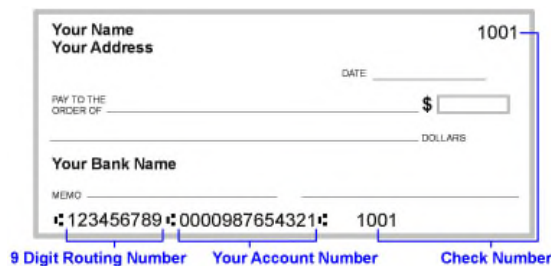 Your Name 1001
Your Address
DATE
PAY TO THE
ORDER OF $
DOLLARS
Your Bank Name
MEMO
⑆123456789⑆0000987654321⑆ 1001
9 Digit Routing Number Your Account Number Check Number